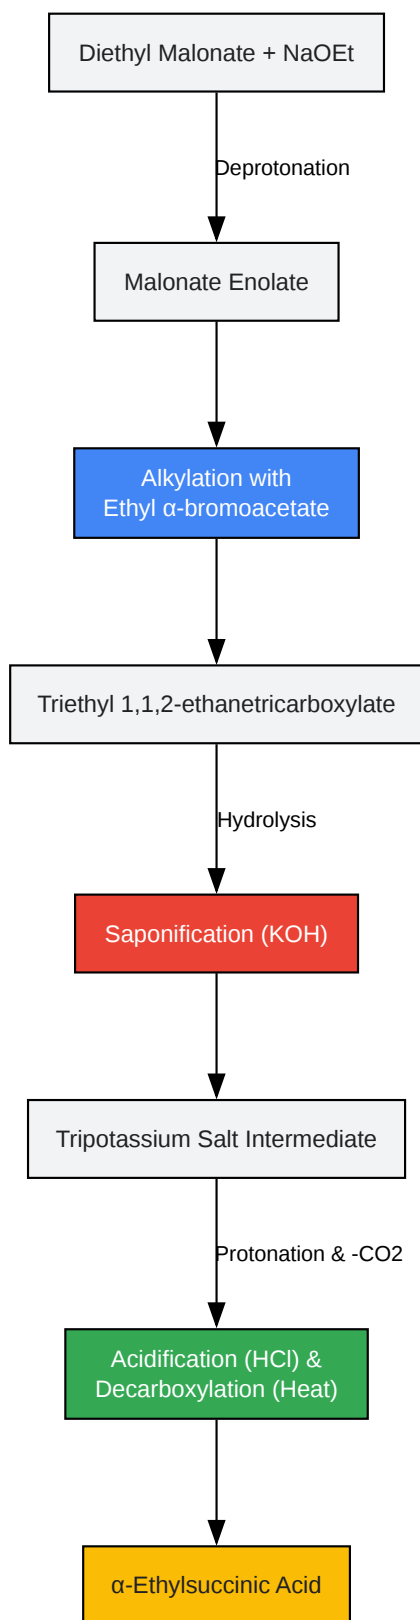 Diethyl Malonate + NaOEt
Deprotonation
Malonate Enolate
Alkylation with
Ethyl α-bromoacetate
Triethyl 1,1,2-ethanetricarboxylate
Hydrolysis
Saponification (KOH)
Tripotassium Salt Intermediate
Protonation & -CO2
Acidification (HCl) &
Decarboxylation (Heat)
α-Ethylsuccinic Acid